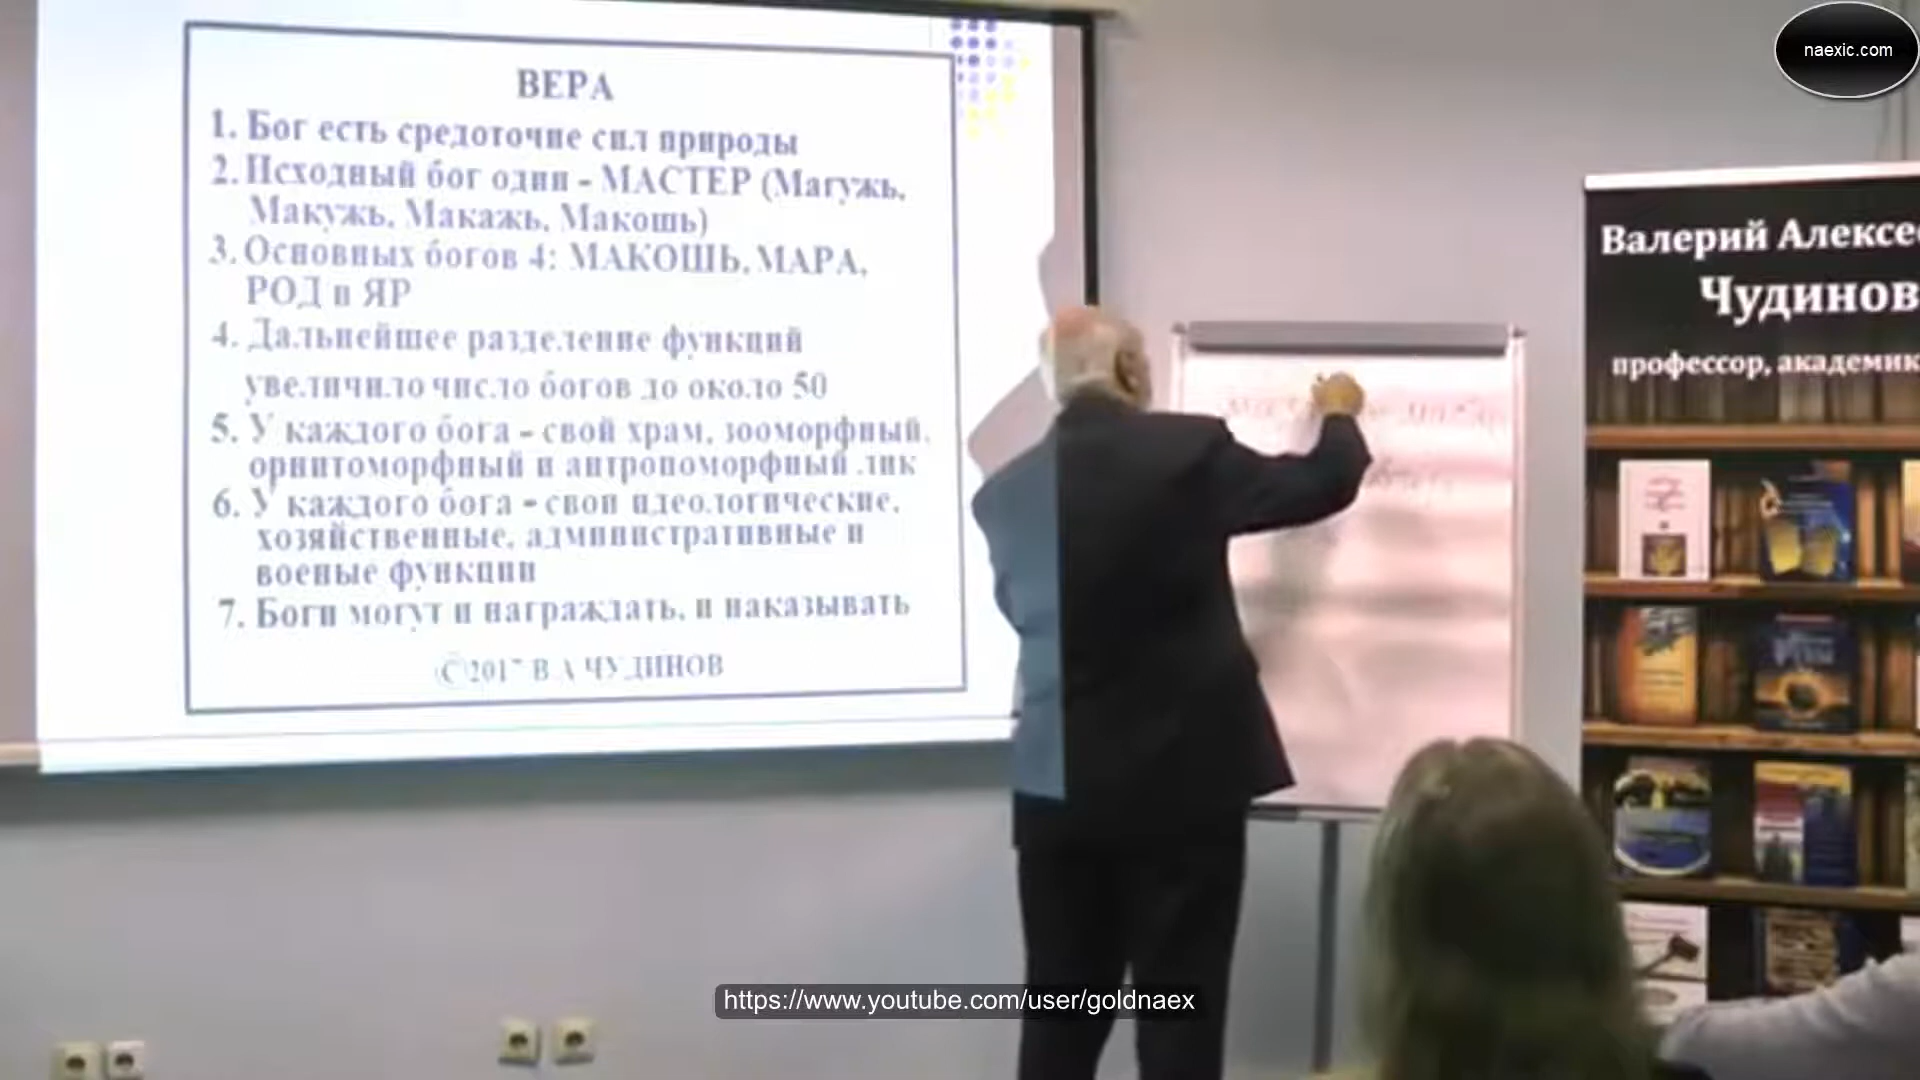 naexic.com
ВЕРА
1. Бог есть средоточие сил природы
2. Исходный бог один - МАСТЕР (Магужь,
Макужь, Макажь, Макошь)
3. Основных богов 4: МАКОШЬ, МАРА,
РОД и ЯР
4. Дальнейшее разделение функций
увеличило число богов до около 50
5. У каждого бога - свой храм, зооморфный,
орнитоморфный и антропоморфный лик
6. У каждого бога - свои идеологические,
хозяйственные, административные и
военые функции
7. Боги могут и награждать, и наказывать
© 2017 В.А.ЧУДИНОВ
Валерий
Чудинов
профессор, академик
https://www.youtube.com/user/goldnaex